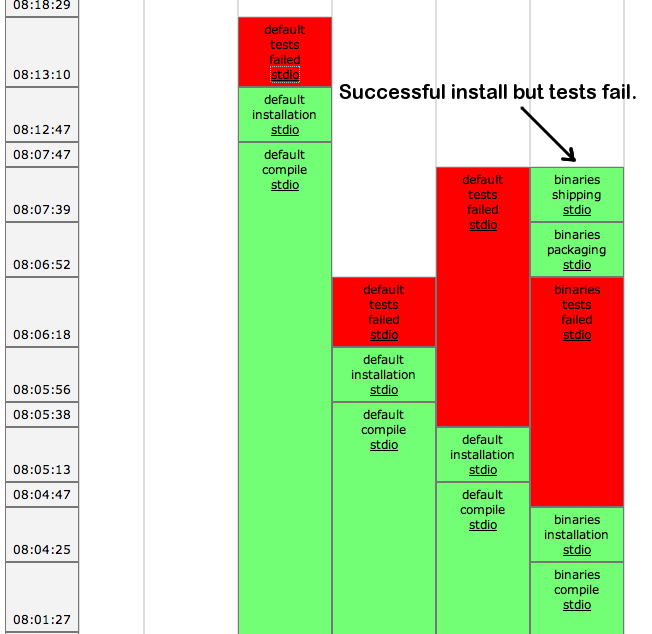 08:18:29
default
tests
failed
stdio
08:13:10
Successful install but tests fail.
default
installation
stdio
08:12:47
08:07:47
default
compile
stdio
default
tests
failed
stdio
binaries
shipping
stdio
08:07:39
binaries
packaging
stdio
08:06:52
default
tests
failed
stdio
binaries
tests
failed
stdio
08:06:18
default
installation
stdio
08:05:56
08:05:38
default
compile
stdio
default
installation
stdio
08:05:13
08:04:47
default
compile
stdio
binaries
installation
stdio
08:04:25
binaries
compile
stdio
08:01:27